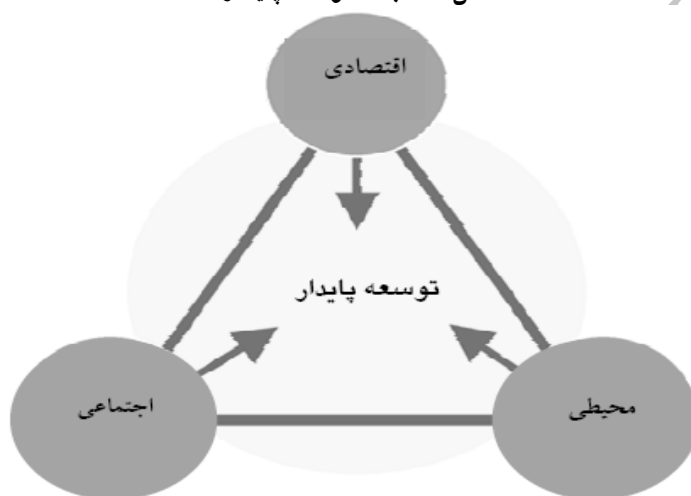 اقتصادی
توسعه پایدار
اجتماعی
محیطی